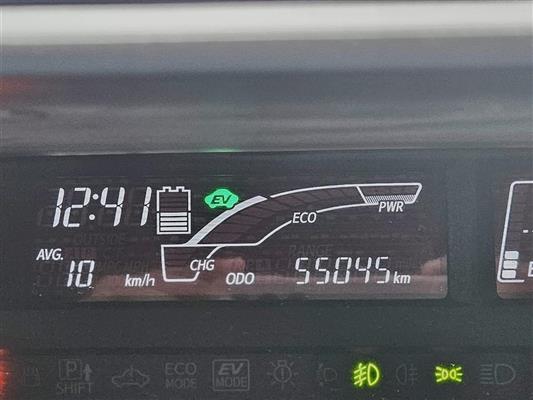 12:41
EV
ECO
PWR
CHG
AVG.
10 km/h
ODO 55045 km
P
SHIFT
ECO
MODE
EV
MODE